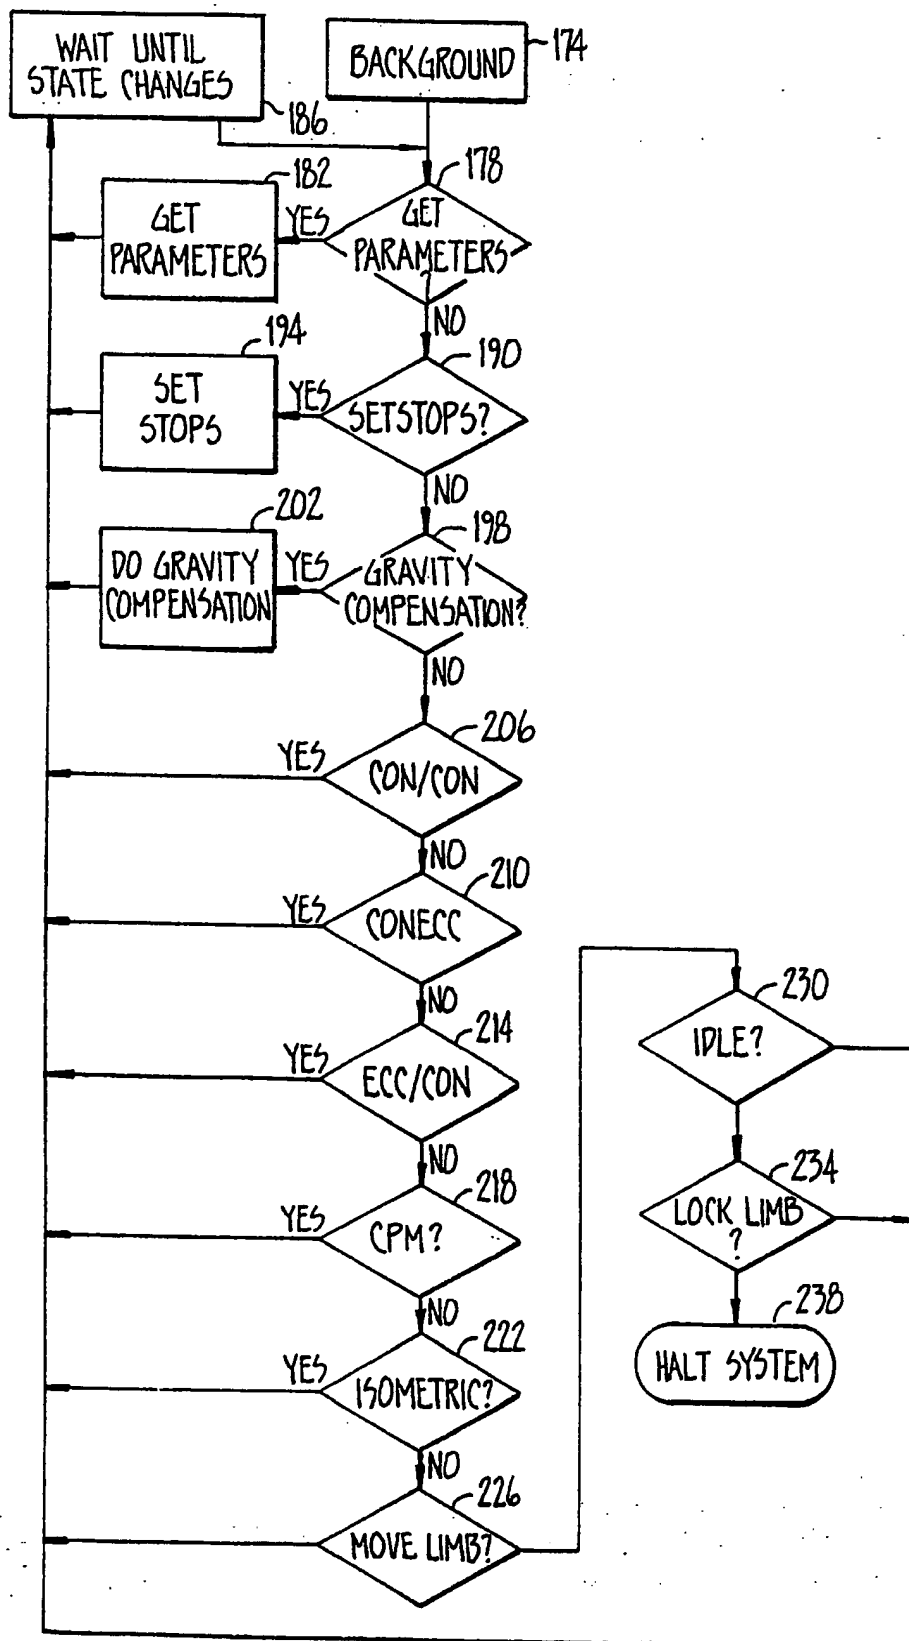 WAIT UNTIL
STATE CHANGES
186
BACKGROUND
174
178
GET
PARAMETERS
?
YES
182
GET
PARAMETERS
NO
190
SETSTOPS?
YES
194
SET
STOPS
NO
198
GRAVITY
COMPENSATION?
YES
202
DO GRAVITY
COMPENSATION
NO
206
CON/CON
YES
NO
210
CONECC
YES
NO
214
ECC/CON
YES
NO
218
CPM?
YES
NO
222
ISOMETRIC?
YES
NO
226
MOVE LIMB?
230
IDLE?
234
LOCK LIMB
?
238
HALT SYSTEM